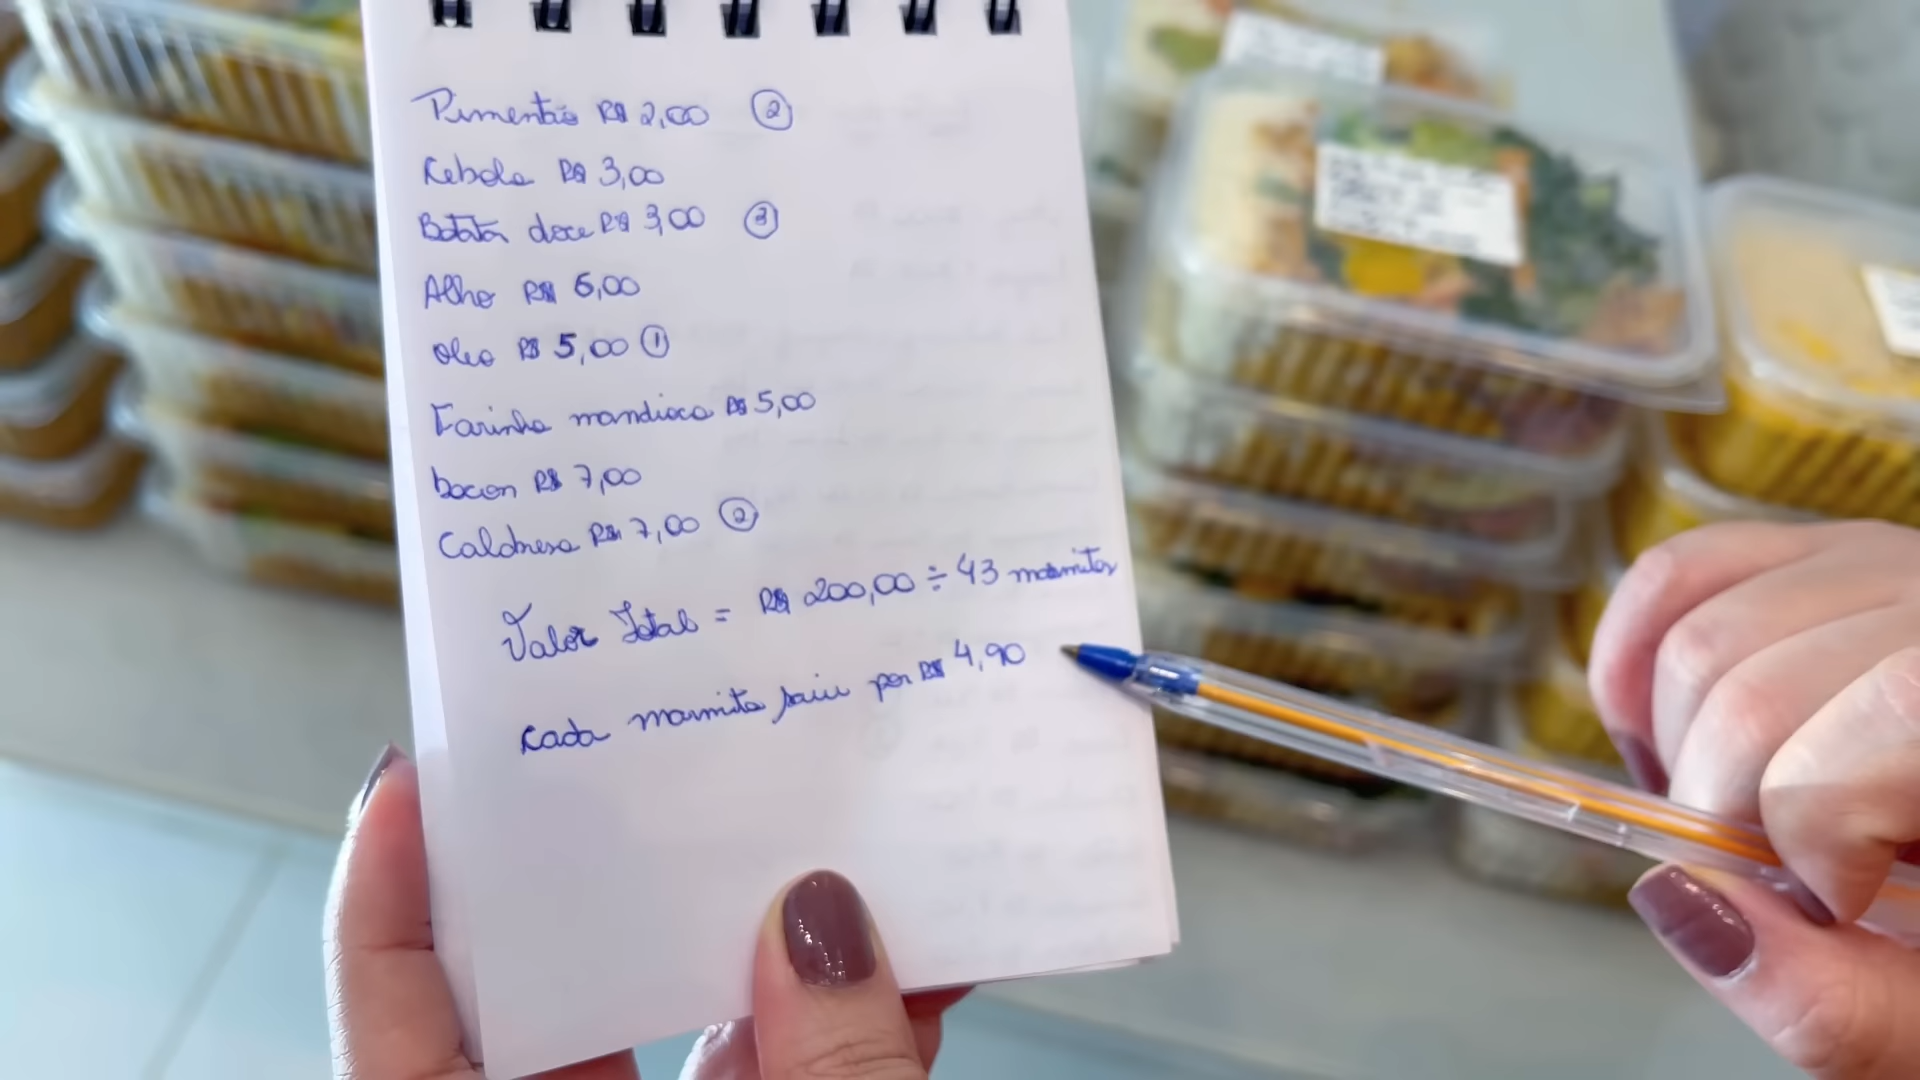 Pimentão R$ 2,00 ②
Cebola R$ 3,00
Batata doce R$ 3,00 ③
Alho R$ 6,00
Oleo R$ 5,00 ①
Farinha mandioca R$ 5,00
bacon R$ 7,00
Calabresa R$ 7,00 ②
Valor Total = R$ 200,00 ÷ 43 marmitas
Cada marmita saiu por R$ 4,90